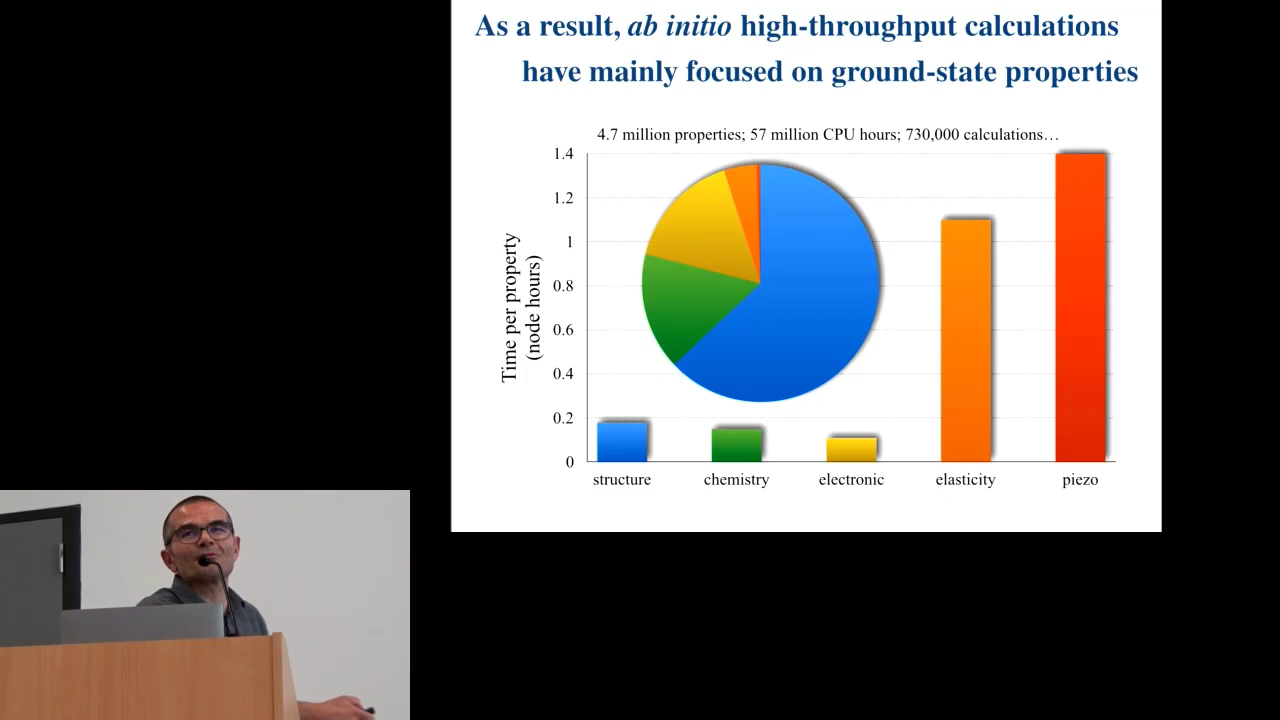 As a result, ab initio high-throughput calculations
have mainly focused on ground-state properties
4.7 million properties; 57 million CPU hours; 730,000 calculations…
Time per property
(node hours)
1.4
1.2
1
0.8
0.6
0.4
0.2
0
structure chemistry electronic elasticity piezo